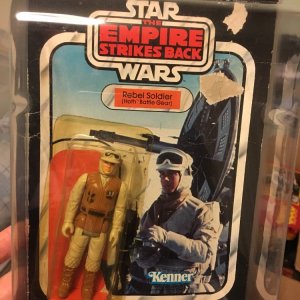 STAR
THE
EMPIRE
STRIKES BACK
WARS
Rebel Soldier
(Hoth Battle Gear)
Kenner